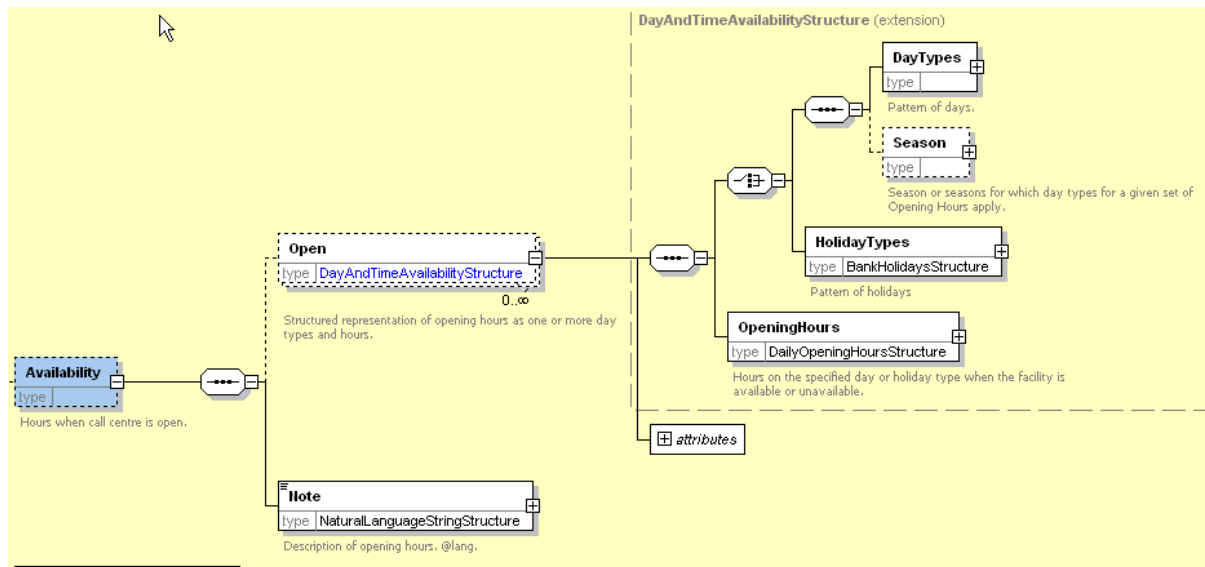 DayAndTimeAvailabilityStructure (extension)
DayTypes
type
Pattern of days.
Season
type
Season or seasons for which day types for a given set of
Opening Hours apply.
Open
type DayAndTimeAvailabilityStructure
0..∞
Structured representation of opening hours as one or more day
types and hours.
HolidayTypes
type BankHolidaysStructure
Pattern of holidays
OpeningHours
type DailyOpeningHoursStructure
Hours on the specified day or holiday type when the facility is
available or unavailable.
Availability
type
Hours when call centre is open.
attributes
Note
type NaturalLanguageStringStructure
Description of opening hours. @lang.